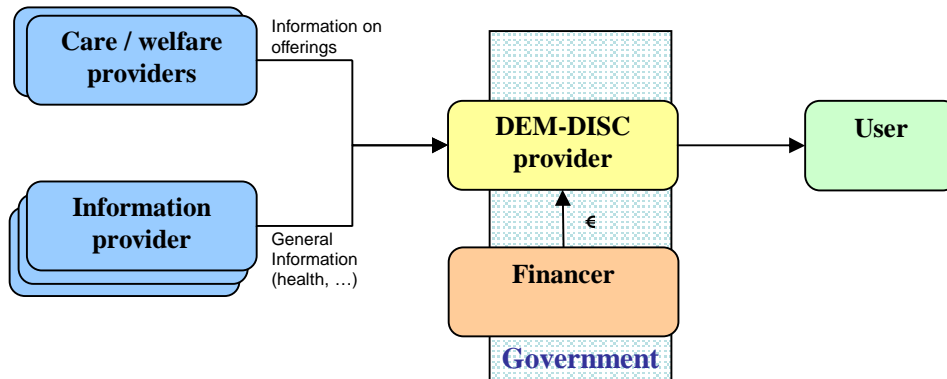 Care / welfare
providers
Information on
offerings
DEM-DISC
provider
User
Information
provider
General
Information
(health, …)
€
Financer
Government